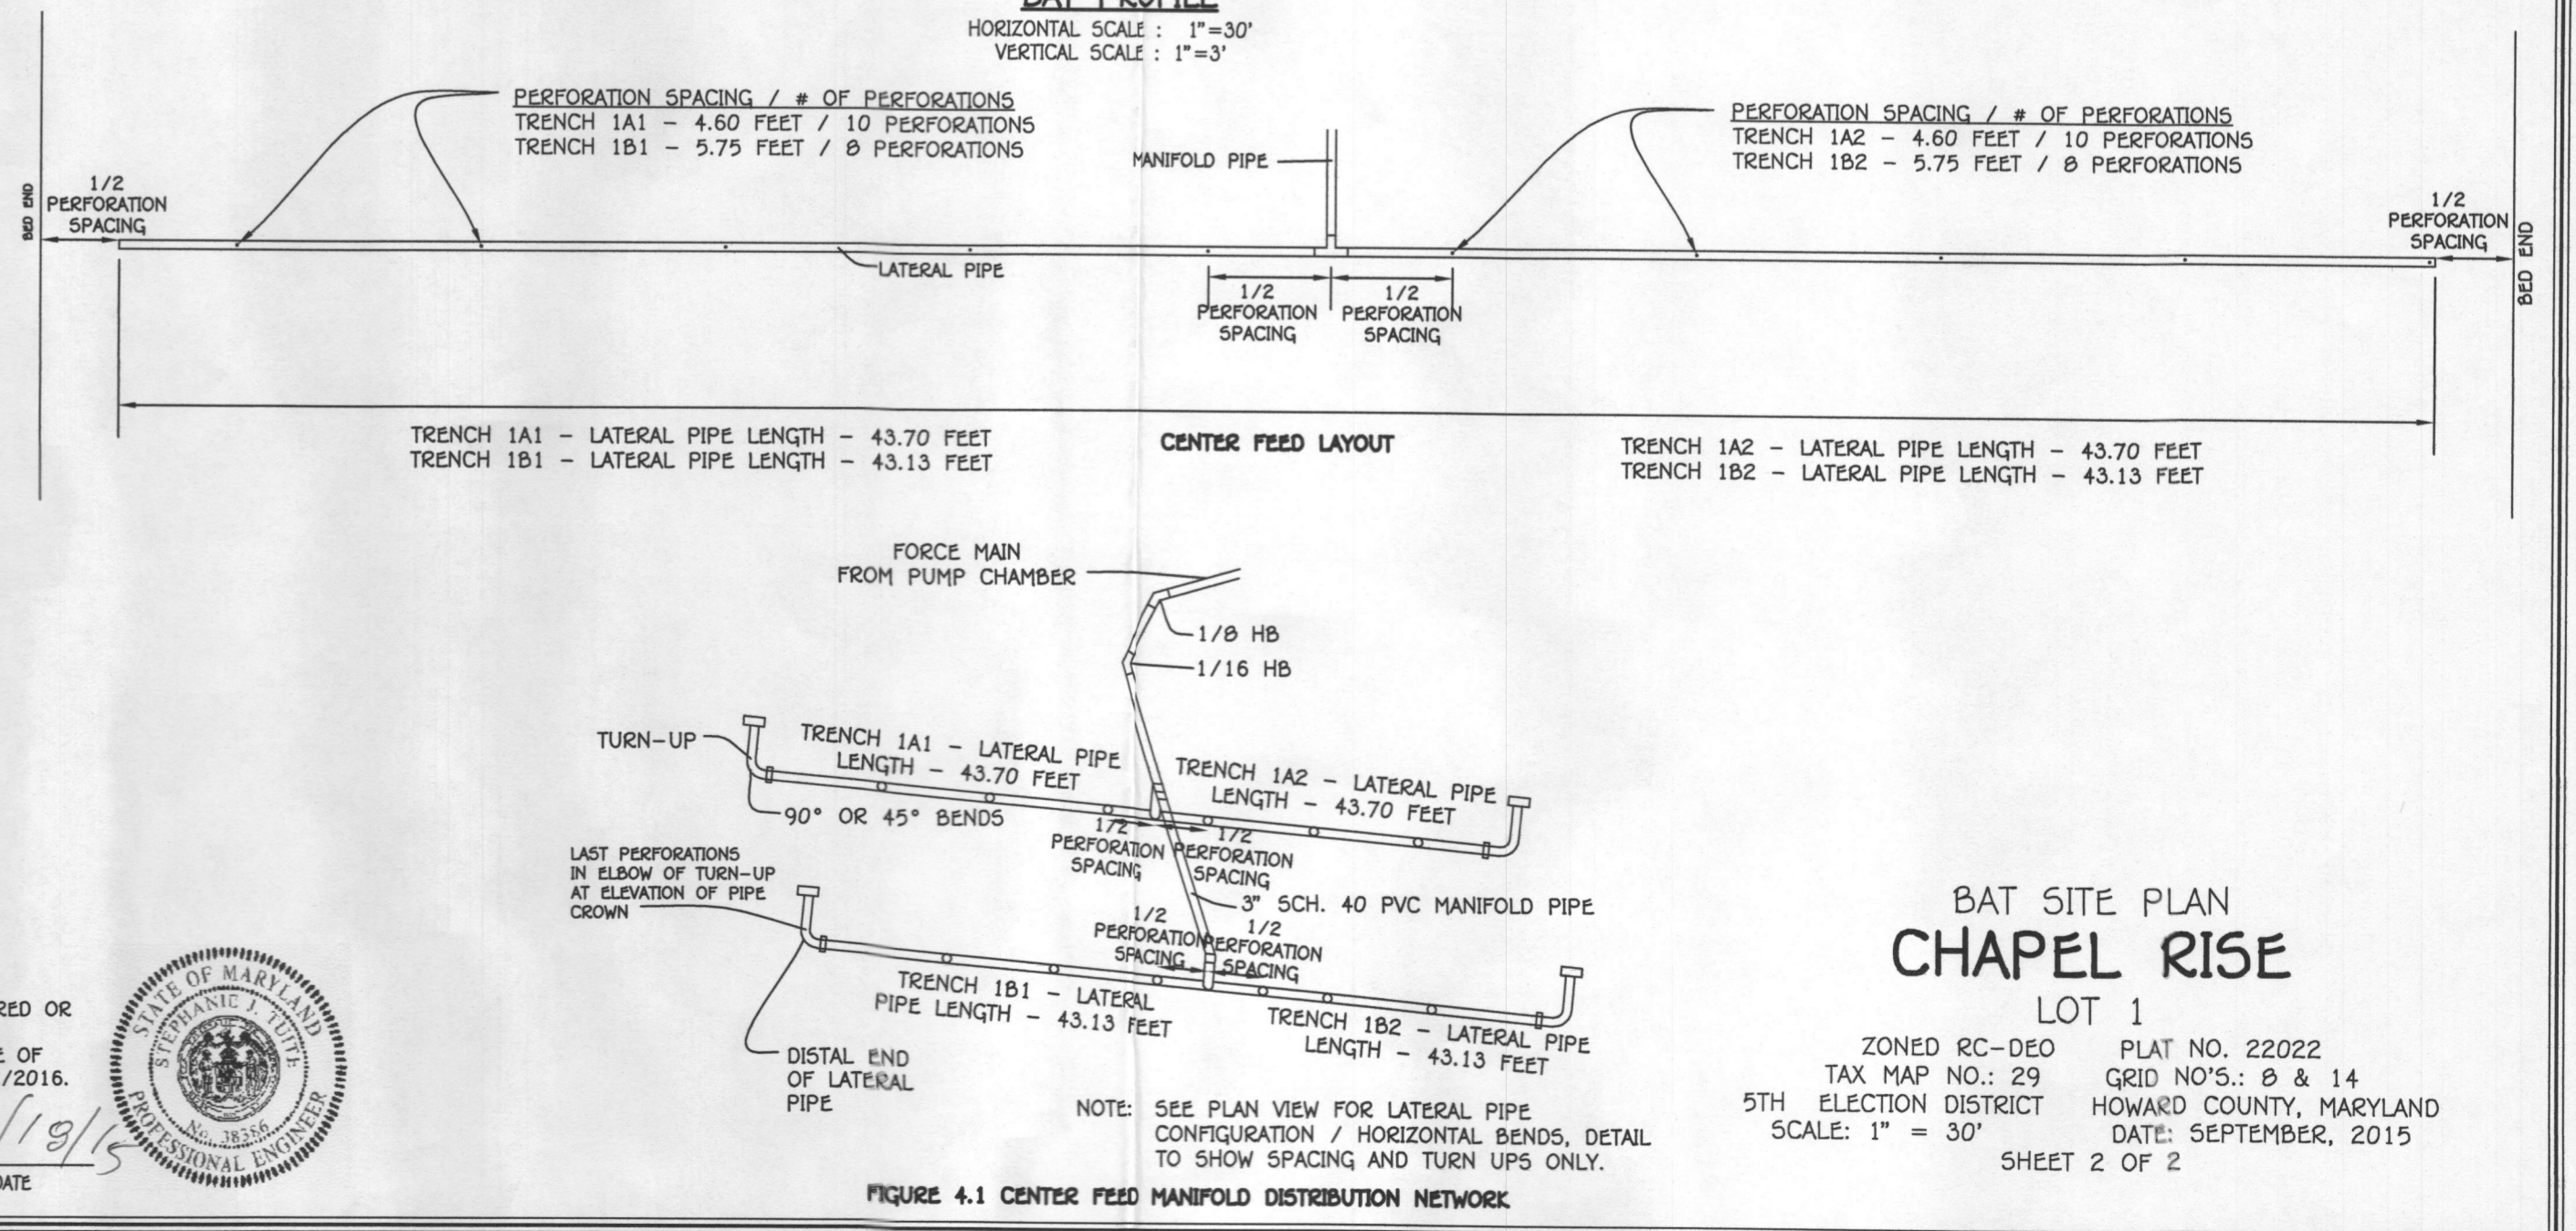 BAT PROFILE
HORIZONTAL SCALE : 1"=30'
VERTICAL SCALE : 1"=3'
PERFORATION SPACING / # OF PERFORATIONS
TRENCH 1A1 - 4.60 FEET / 10 PERFORATIONS
TRENCH 1B1 - 5.75 FEET / 8 PERFORATIONS
PERFORATION SPACING / # OF PERFORATIONS
TRENCH 1A2 - 4.60 FEET / 10 PERFORATIONS
TRENCH 1B2 - 5.75 FEET / 8 PERFORATIONS
MANIFOLD PIPE
BED END
1/2
PERFORATION
SPACING
1/2
PERFORATION
SPACING
BED END
LATERAL PIPE
1/2
PERFORATION
SPACING
1/2
PERFORATION
SPACING
TRENCH 1A1 - LATERAL PIPE LENGTH - 43.70 FEET
TRENCH 1B1 - LATERAL PIPE LENGTH - 43.13 FEET
CENTER FEED LAYOUT
TRENCH 1A2 - LATERAL PIPE LENGTH - 43.70 FEET
TRENCH 1B2 - LATERAL PIPE LENGTH - 43.13 FEET
FORCE MAIN
FROM PUMP CHAMBER
1/8 HB
1/16 HB
TURN-UP
TRENCH 1A1 - LATERAL PIPE
LENGTH - 43.70 FEET
TRENCH 1A2 - LATERAL PIPE
LENGTH - 43.70 FEET
90° OR 45° BENDS
1/2
PERFORATION
SPACING
1/2
PERFORATION
SPACING
LAST PERFORATIONS
IN ELBOW OF TURN-UP
AT ELEVATION OF PIPE
CROWN
3" SCH. 40 PVC MANIFOLD PIPE
1/2
PERFORATION
SPACING
1/2
PERFORATION
SPACING
TRENCH 1B1 - LATERAL
PIPE LENGTH - 43.13 FEET
TRENCH 1B2 - LATERAL PIPE
LENGTH - 43.13 FEET
DISTAL END
OF LATERAL
PIPE
NOTE: SEE PLAN VIEW FOR LATERAL PIPE
CONFIGURATION / HORIZONTAL BENDS, DETAIL
TO SHOW SPACING AND TURN UPS ONLY.
FIGURE 4.1 CENTER FEED MANIFOLD DISTRIBUTION NETWORK
RED OR
E OF
/2016.
/18/15
DATE
STATE OF MARYLAND
STEPHANIE J. TUITE
No. 38386
PROFESSIONAL ENGINEER
BAT SITE PLAN
CHAPEL RISE
LOT 1
ZONED RC-DEO PLAT NO. 22022
TAX MAP NO.: 29 GRID NO'S.: 8 & 14
5TH ELECTION DISTRICT HOWARD COUNTY, MARYLAND
SCALE: 1" = 30' DATE: SEPTEMBER, 2015
SHEET 2 OF 2